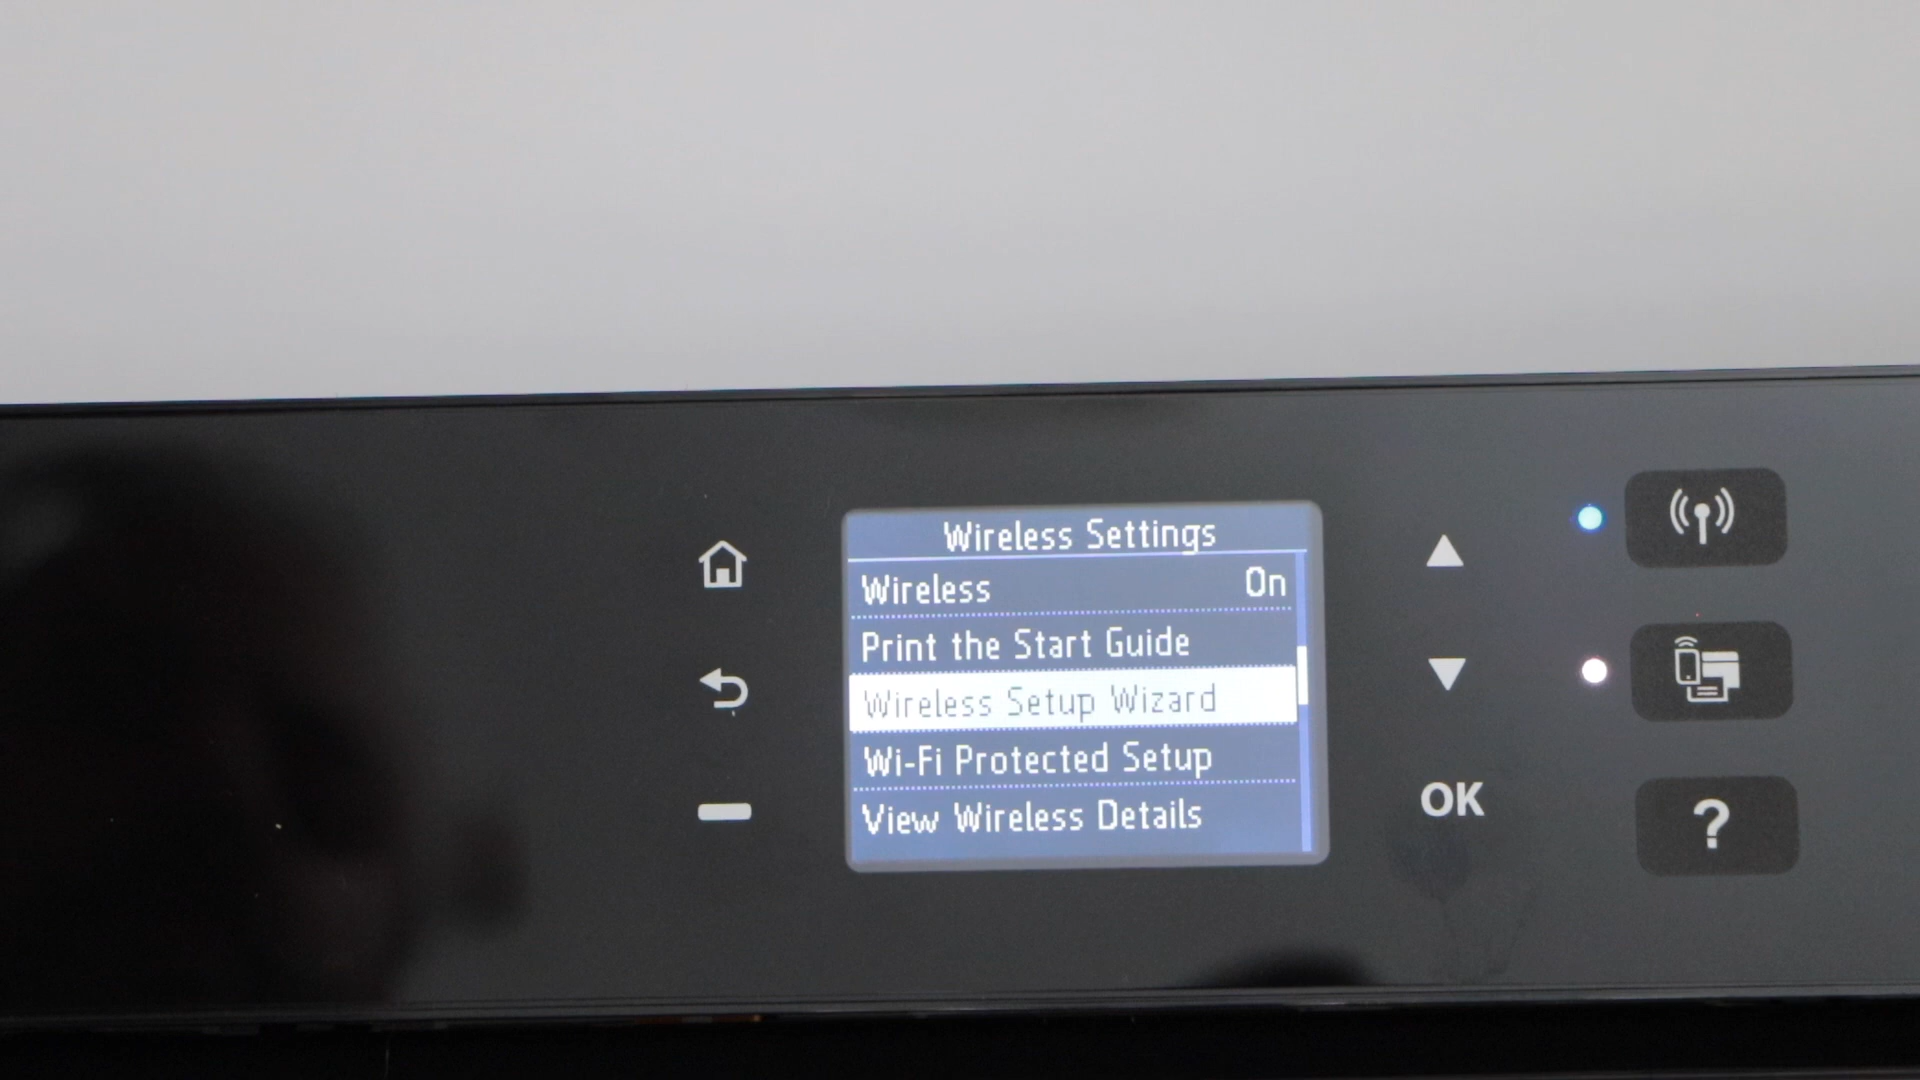 Wireless Settings
Wireless On
Print the Start Guide
Wireless Setup Wizard
Wi-Fi Protected Setup
View Wireless Details
OK
?